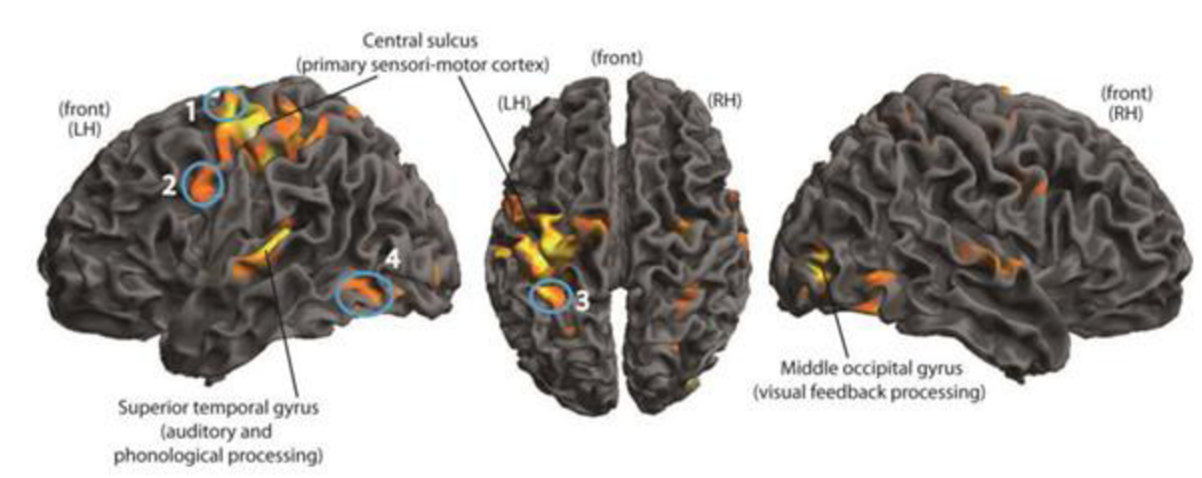 Central sulcus
(primary sensori-motor cortex)
(front)
(front)
(LH)
(LH)
(RH)
(front)
(RH)
1
2
3
4
Middle occipital gyrus
(visual feedback processing)
Superior temporal gyrus
(auditory and
phonological processing)